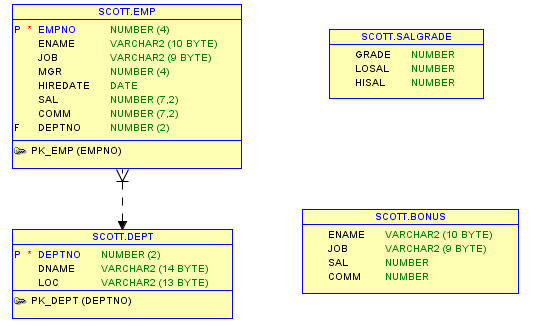 SCOTT.EMP
P * EMPNO NUMBER (4)
ENAME VARCHAR2 (10 BYTE)
JOB VARCHAR2 (9 BYTE)
MGR NUMBER (4)
HIREDATE DATE
SAL NUMBER (7,2)
COMM NUMBER (7,2)
F DEPTNO NUMBER (2)
PK_EMP (EMPNO)
SCOTT.SALGRADE
GRADE NUMBER
LOSAL NUMBER
HISAL NUMBER
SCOTT.DEPT
P * DEPTNO NUMBER (2)
DNAME VARCHAR2 (14 BYTE)
LOC VARCHAR2 (13 BYTE)
PK_DEPT (DEPTNO)
SCOTT.BONUS
ENAME VARCHAR2 (10 BYTE)
JOB VARCHAR2 (9 BYTE)
SAL NUMBER
COMM NUMBER